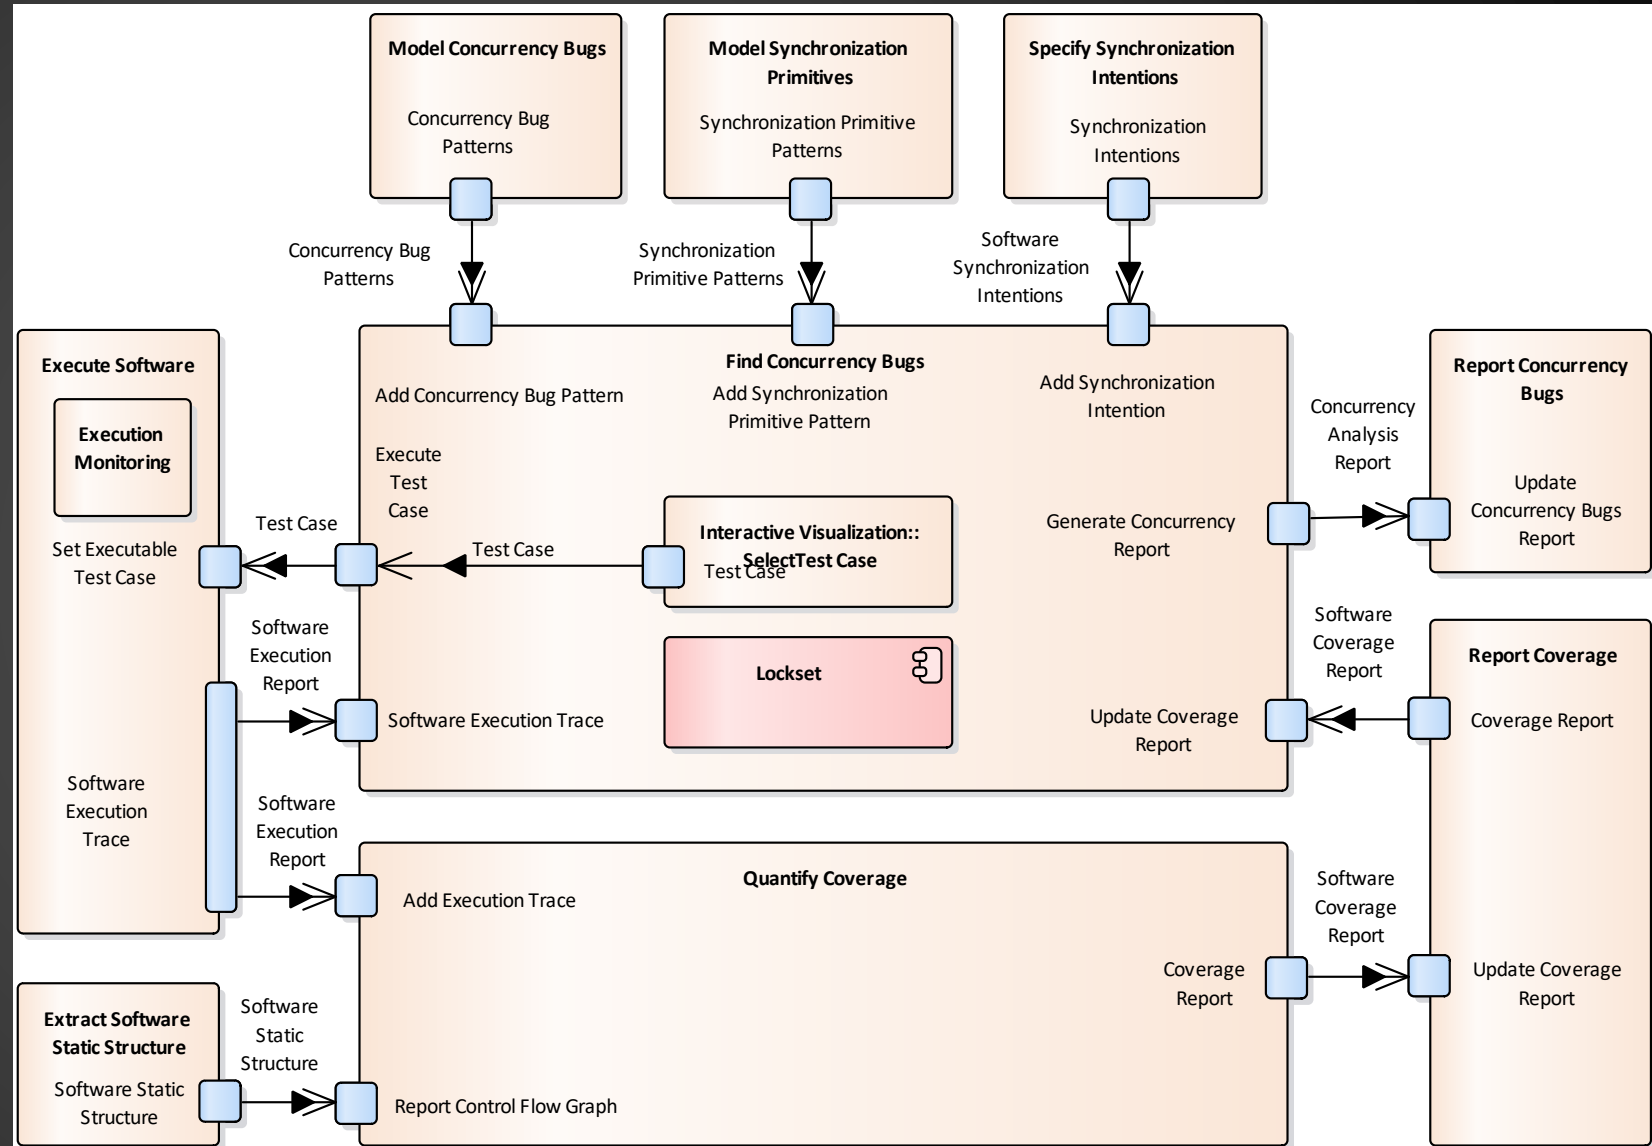 Model Concurrency Bugs
Concurrency Bug
Patterns
Model Synchronization
Primitives
Synchronization Primitive
Patterns
Specify Synchronization
Intentions
Synchronization
Intentions
Concurrency Bug
Patterns
Synchronization
Primitive Patterns
Software
Synchronization
Intentions
Execute Software
Execution
Monitoring
Set Executable
Test Case
Software
Execution
Trace
Test Case
Software
Execution
Report
Software
Execution
Report
Find Concurrency Bugs
Add Concurrency Bug Pattern
Add Synchronization
Primitive Pattern
Add Synchronization
Intention
Execute
Test
Case
Test Case
Interactive Visualization::
SelectTest Case
Test Case
Generate Concurrency
Report
Lockset
Software Execution Trace
Update Coverage
Report
Concurrency
Analysis
Report
Report Concurrency
Bugs
Update
Concurrency Bugs
Report
Software
Coverage
Report
Report Coverage
Coverage Report
Update Coverage
Report
Quantify Coverage
Add Execution Trace
Coverage
Report
Report Control Flow Graph
Software
Coverage
Report
Extract Software
Static Structure
Software Static
Structure
Software
Static
Structure